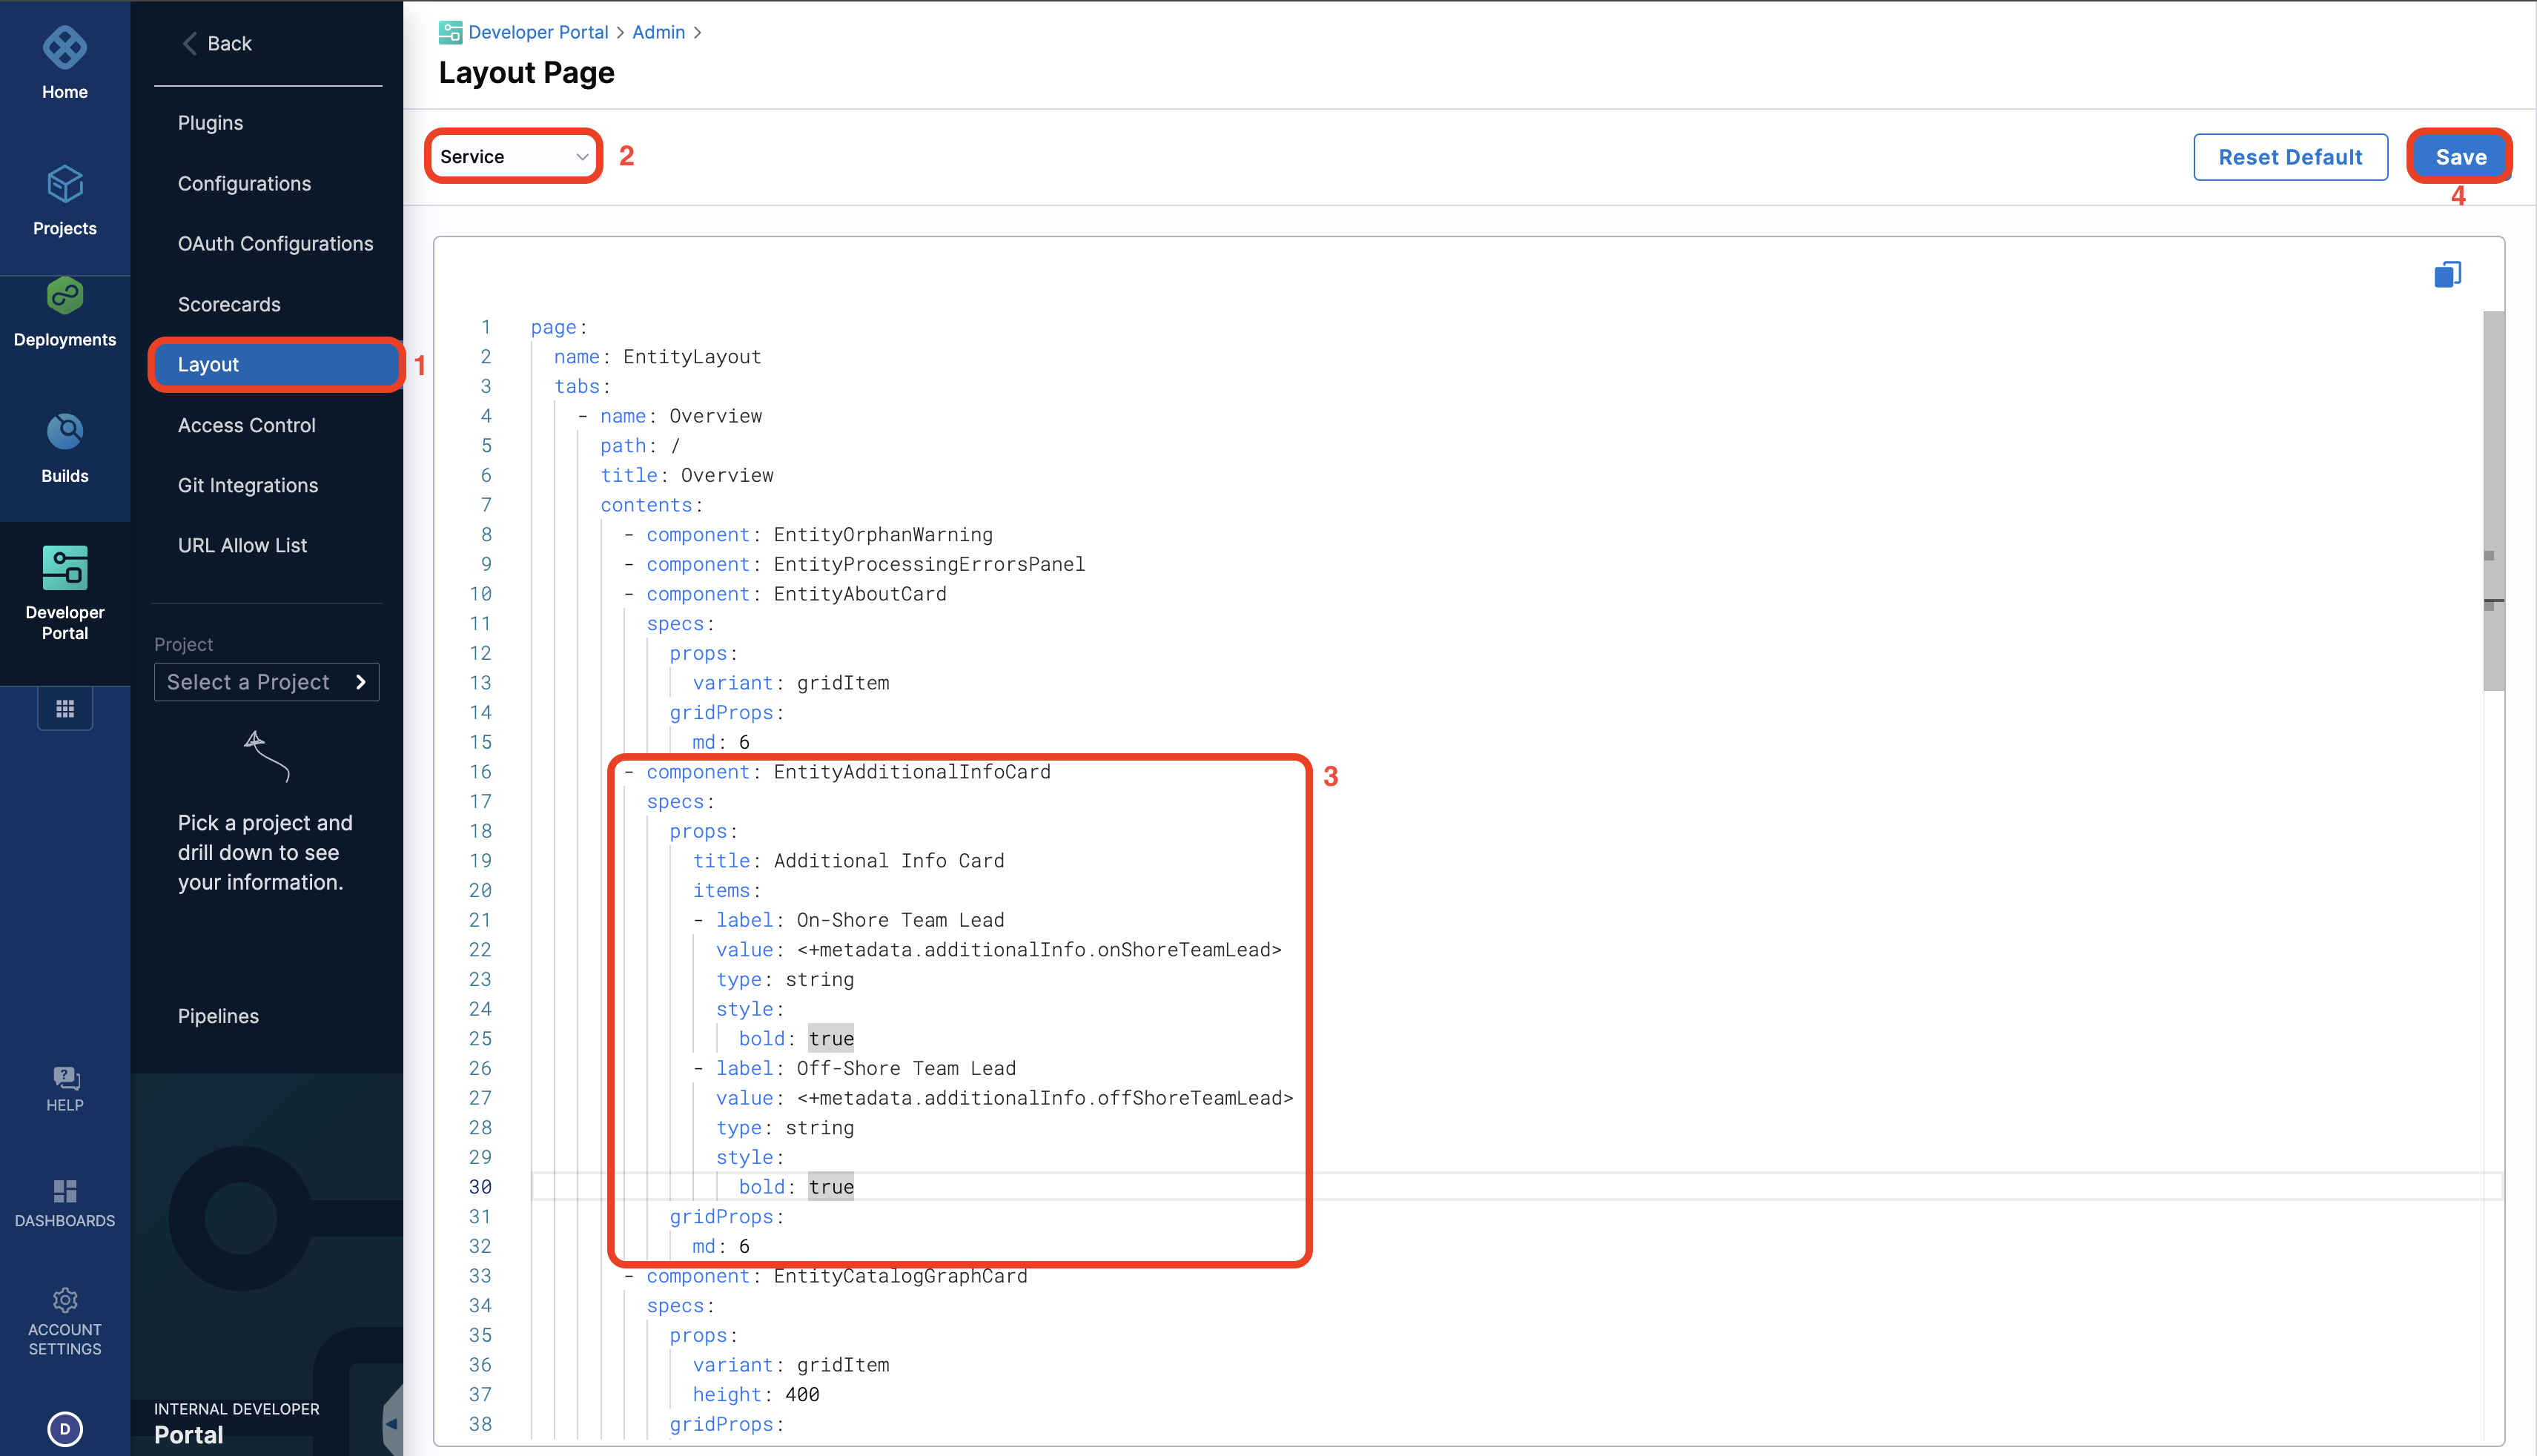 Home
Projects
Deployments
Builds
Developer
Portal
HELP
DASHBOARDS
ACCOUNT
SETTINGS
D
Back
Plugins
Configurations
OAuth Configurations
Scorecards
Layout
1
Access Control
Git Integrations
URL Allow List
Project
Select a Project
Pick a project and
drill down to see
your information.
Pipelines
INTERNAL DEVELOPER
Portal
Developer Portal > Admin >
Layout Page
Service
2
Reset Default
Save
4
1 page:
2 name: EntityLayout
3 tabs:
4 - name: Overview
5 path: /
6 title: Overview
7 contents:
8 - component: EntityOrphanWarning
9 - component: EntityProcessingErrorsPanel
10 - component: EntityAboutCard
11 specs:
12 props:
13 variant: gridItem
14 gridProps:
15 md: 6
16 - component: EntityAdditionalInfoCard
3
17 specs:
18 props:
19 title: Additional Info Card
20 items:
21 - label: On-Shore Team Lead
22 value: <+metadata.additionalInfo.onShoreTeamLead>
23 type: string
24 style:
25 bold: true
26 - label: Off-Shore Team Lead
27 value: <+metadata.additionalInfo.offShoreTeamLead>
28 type: string
29 style:
30 bold: true
31 gridProps:
32 md: 6
33 - component: EntityCatalogGraphCard
34 specs:
35 props:
36 variant: gridItem
37 height: 400
38 gridProps: